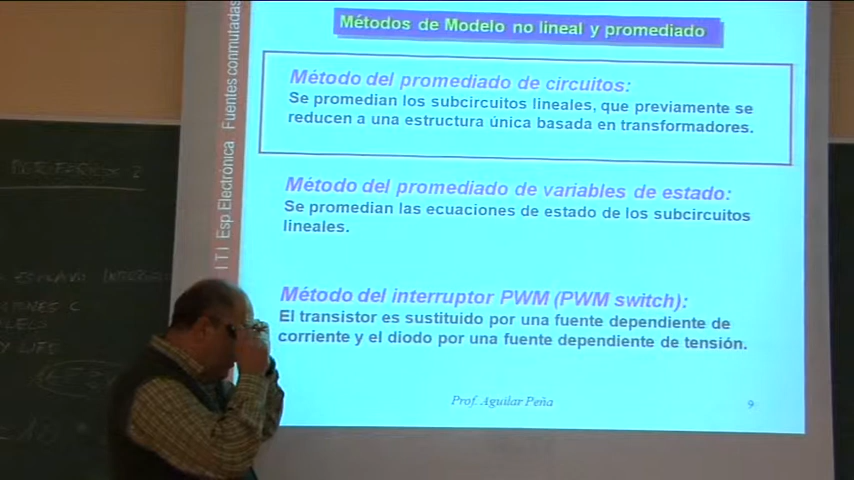 Métodos de Modelo no lineal y promediado
Método del promediado de circuitos:
Se promedian los subcircuitos lineales, que previamente se
reducen a una estructura única basada en transformadores.
Método del promediado de variables de estado:
Se promedian las ecuaciones de estado de los subcircuitos
lineales.
Método del interruptor PWM (PWM switch):
El transistor es sustituido por una fuente dependiente de
corriente y el diodo por una fuente dependiente de tensión.
Prof. Aguilar Peña
9
I T I Esp Electrónica Fuentes conmutadas